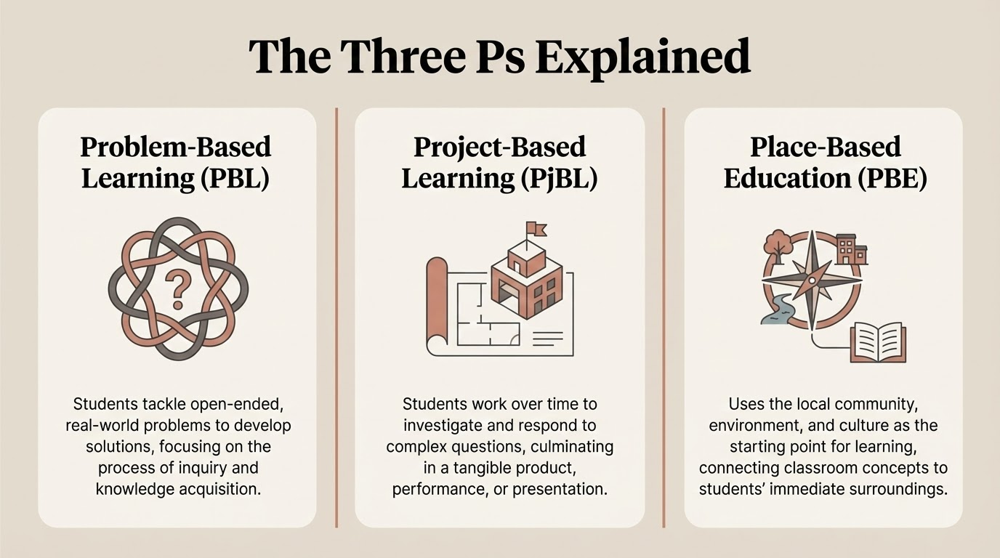 The Three Ps Explained
Problem-Based
Learning (PBL)
Students tackle open-ended,
real-world problems to develop
solutions, focusing on the
process of inquiry and
knowledge acquisition.
Project-Based
Learning (PjBL)
Students work over time to
investigate and respond to
complex questions, culminating
in a tangible product,
performance, or presentation.
Place-Based
Education (PBE)
Uses the local community,
environment, and culture as the
starting point for learning,
connecting classroom concepts to
students’ immediate surroundings.